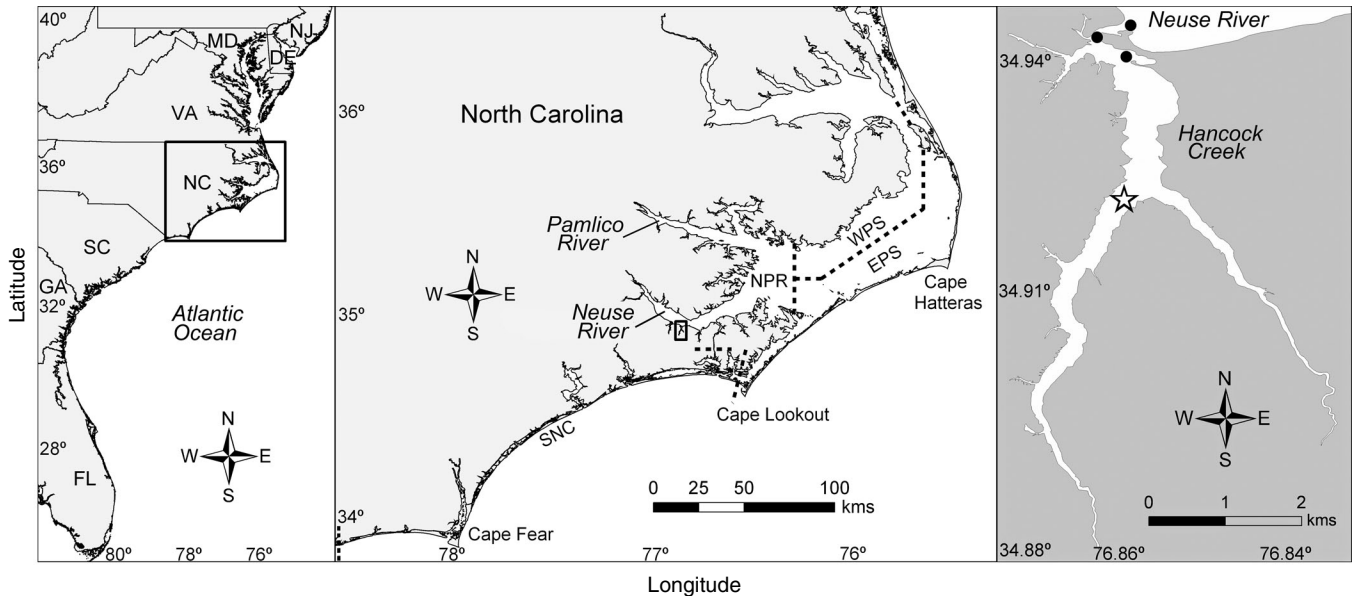 Latitude
40º
NJ
MD
DE
VA
36º
NC
SC
GA
32º
Atlantic
Ocean
N
W
E
S
28º
FL
80º
78º
76º
36º
North Carolina
Pamlico
River
WPS
EPS
NPR
Cape
Hatteras
N
W
E
S
35º
Neuse
River
Cape Lookout
SNC
0
25
50
100
kms
34º
Cape Fear
78º
77º
76º
Neuse River
34.94º
Hancock
Creek
34.91º
N
W
E
S
0
1
2
kms
34.88º
76.86º
76.84º
Longitude